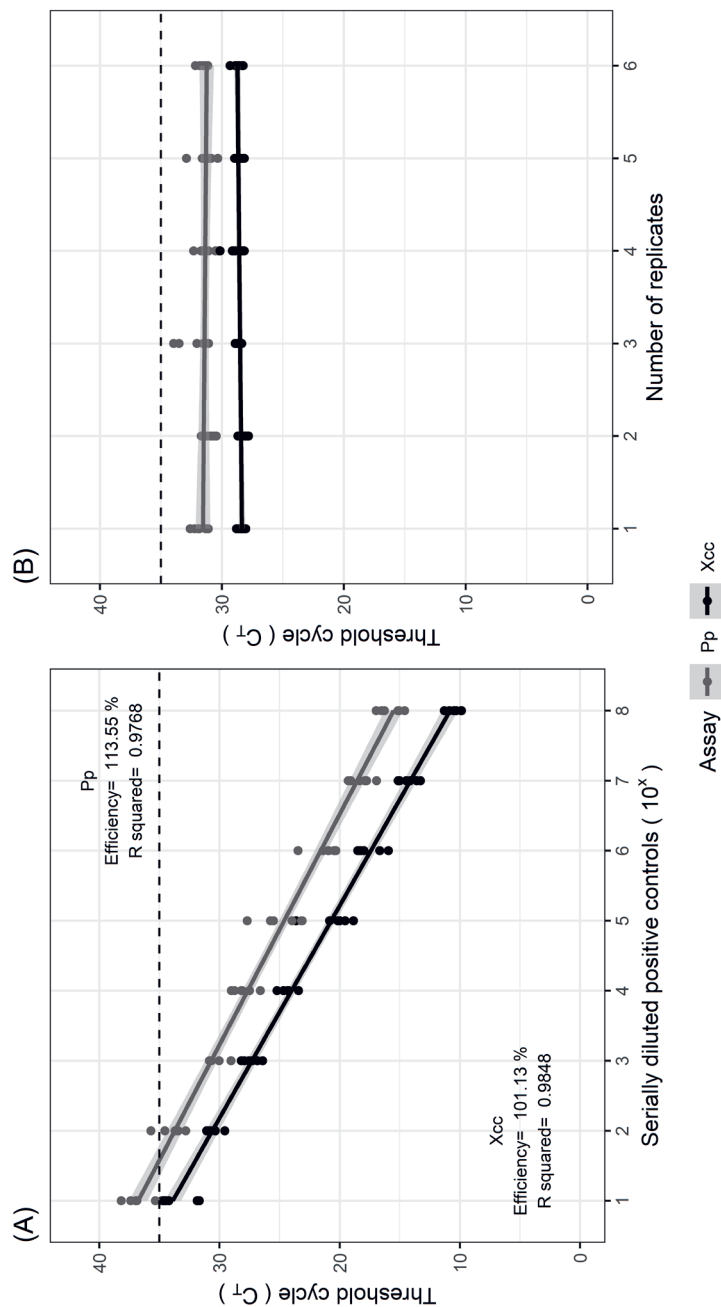 (A)
Threshold cycle ( CT )
40
30
20
10
0
Pp
Efficiency= 113.55 %
R squared= 0.9768
Xcc
Efficiency= 101.13 %
R squared= 0.9848
1 2 3 4 5 6 7 8
Serially diluted positive controls ( 10^x )
(B)
Threshold cycle ( CT )
40
30
20
10
0
1 2 3 4 5 6
Number of replicates
Assay Pp Xcc